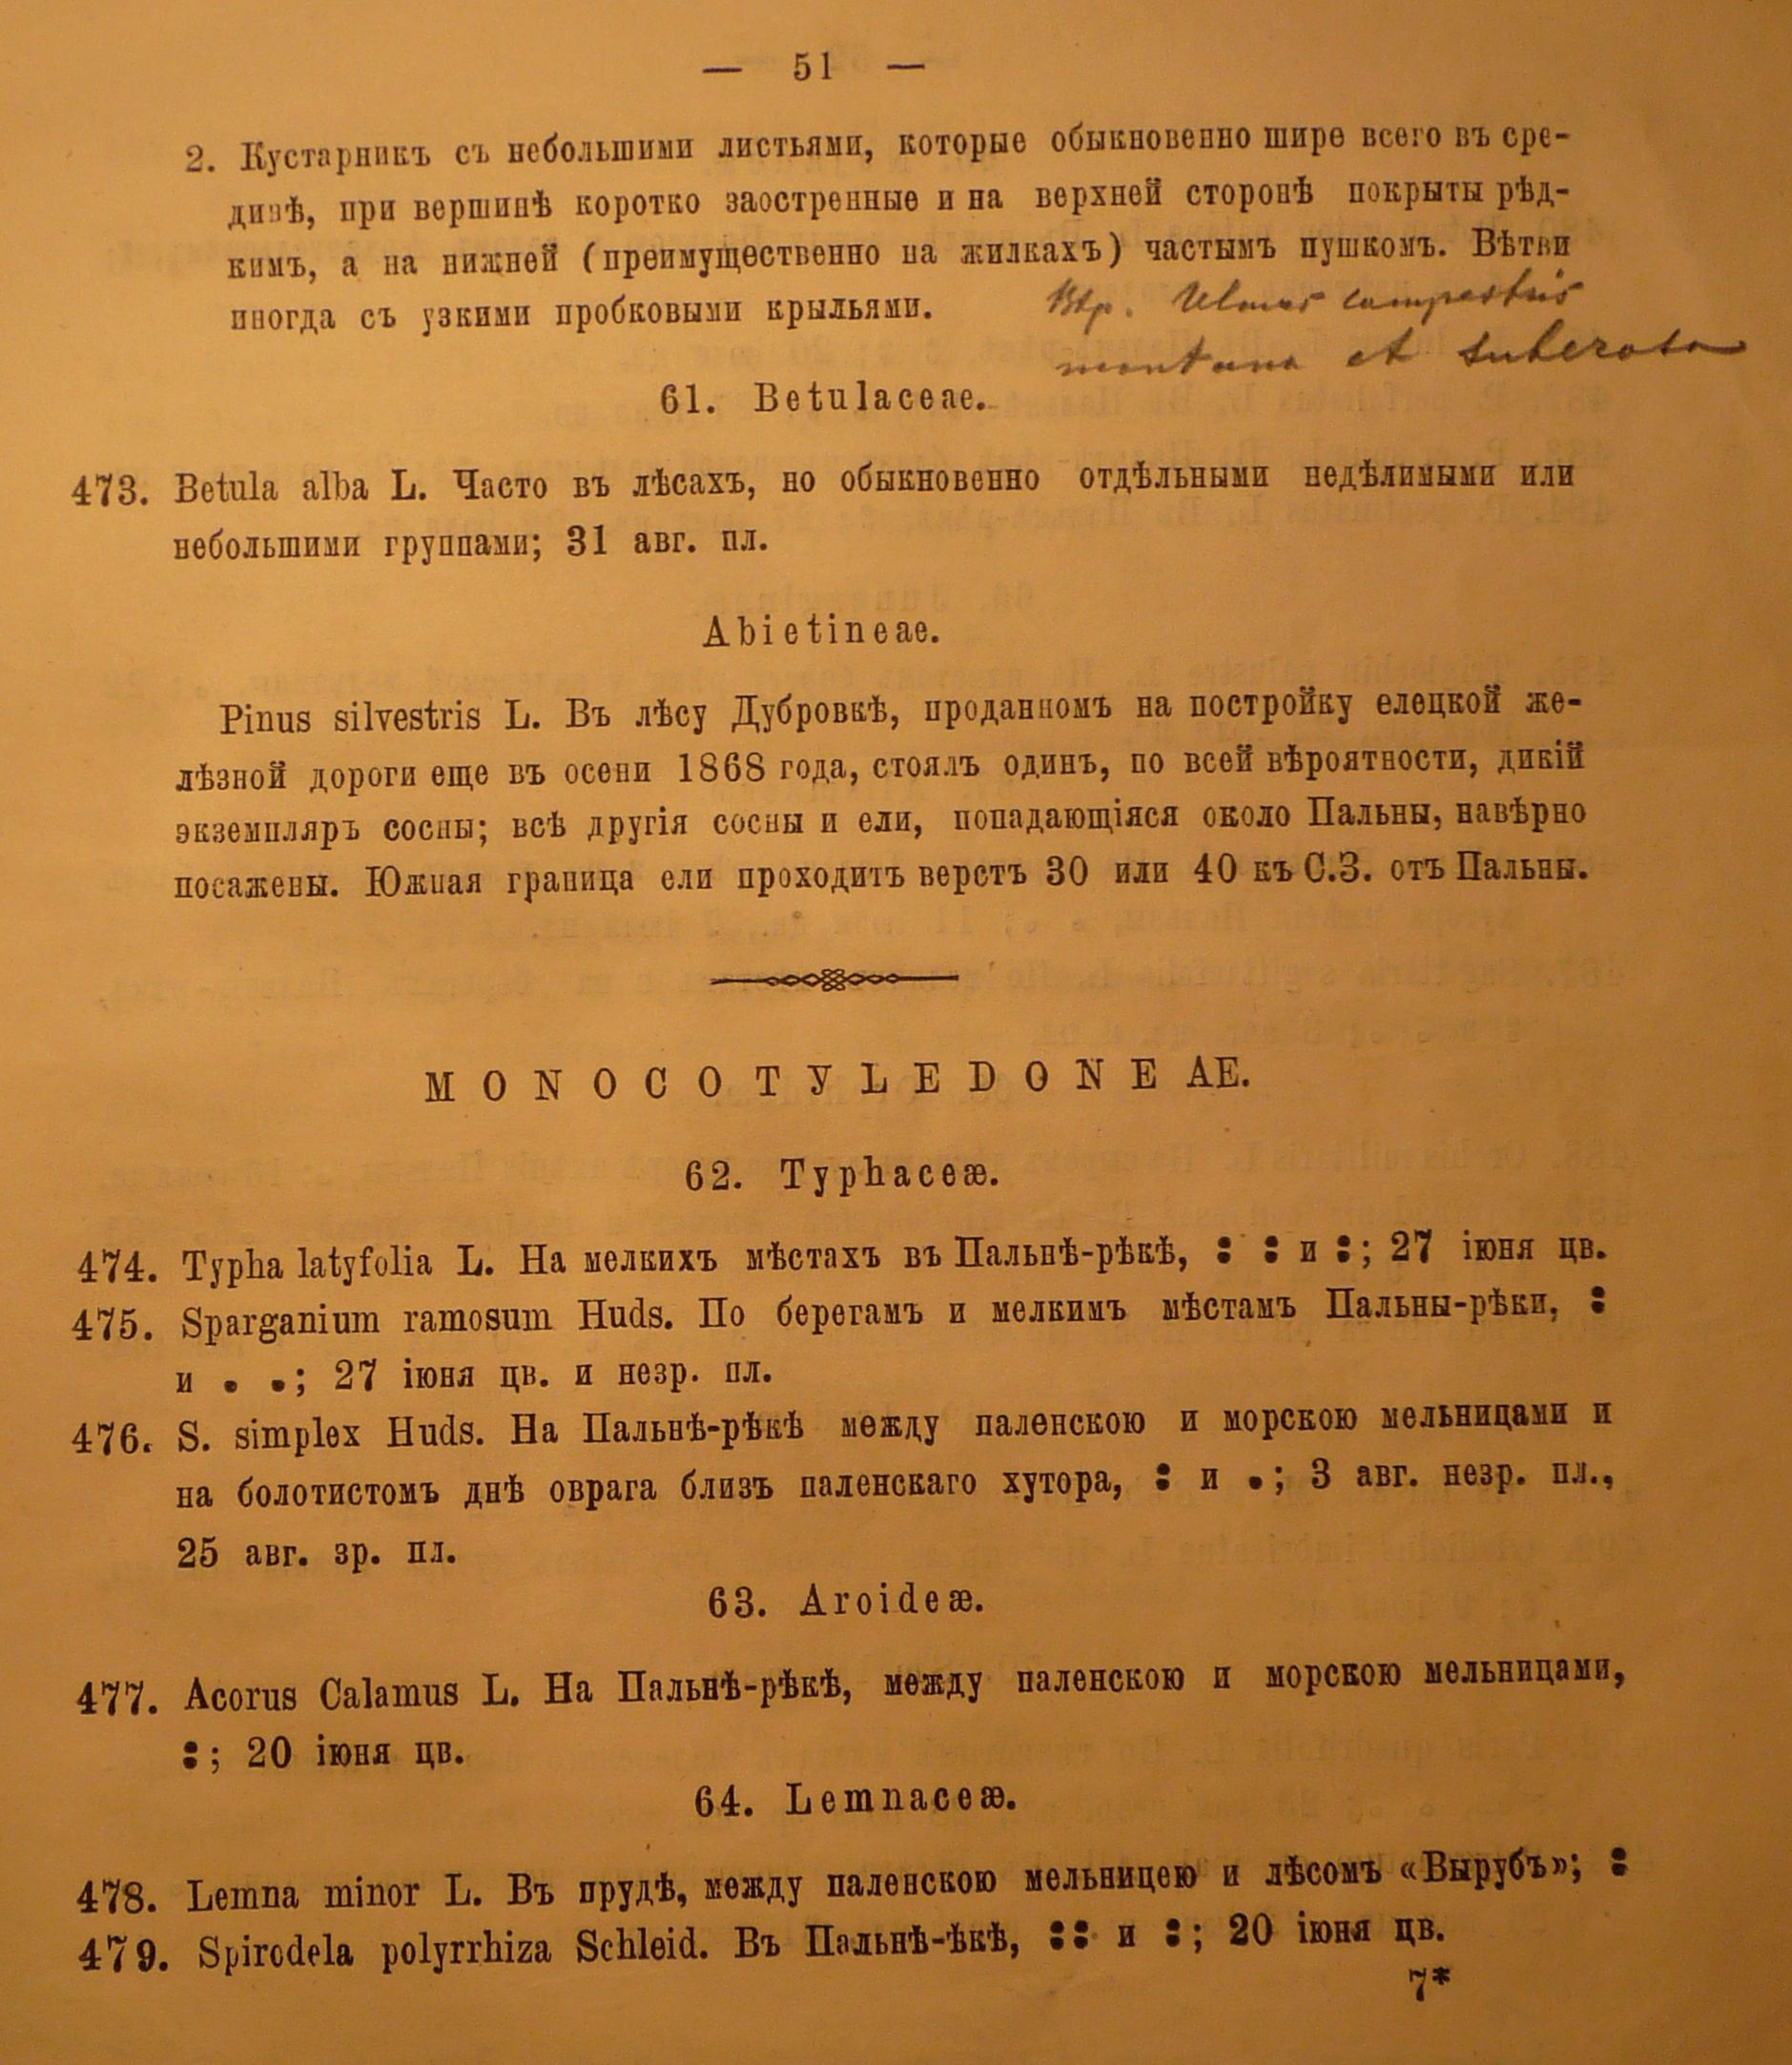 — 51 —
2. Кустарникъ съ небольшими листьями, которые обыкновенно шире всего въ сре-
динѣ, при вершинѣ коротко заостренные и на верхней сторонѣ покрыты рѣд-
кимъ, а на нижней (преимущественно на жилкахъ) частымъ пушкомъ. Вѣтви
иногда съ узкими пробковыми крыльями.
Ulmus campestris
montana et suberosa
61. Betulaceae.
473. Betula alba L. Часто въ лѣсахъ, но обыкновенно отдѣльными недѣлимыми или
небольшими группами; 31 авг. пл.
Abietineae.
Pinus silvestris L. Въ лѣсу Дубровкѣ, проданномъ на постройку елецкой же-
лѣзной дороги еще въ осени 1868 года, стоялъ одинъ, по всей вѣроятности, дикій
экземпляръ сосны; всѣ другія сосны и ели, попадающіяся около Пальны, навѣрно
посажены. Южная граница ели проходитъ верстъ 30 или 40 къ С.З. отъ Пальны.
MONOCOTYLEDONEAE.
62. Typhaceæ.
474. Typha latyfolia L. На мелкихъ мѣстахъ въ Пальнѣ-рѣкѣ, : : и :; 27 іюня цв.
475. Sparganium ramosum Huds. По берегамъ и мелкимъ мѣстамъ Пальны-рѣки, :
и . .; 27 іюня цв. и незр. пл.
476. S. simplex Huds. На Пальнѣ-рѣкѣ между паленскою и морскою мельницами и
на болотистомъ днѣ оврага близъ паленскаго хутора, : и .; 3 авг. незр. пл.,
25 авг. зр. пл.
63. Aroideæ.
477. Acorus Calamus L. На Пальнѣ-рѣкѣ, между паленскою и морскою мельницами,
:; 20 іюня цв.
64. Lemnaceæ.
478. Lemna minor L. Въ прудѣ, между паленскою мельницею и лѣсомъ «Вырубъ»; :
479. Spirodela polyrrhiza Schleid. Въ Пальнѣ-ѣкѣ, :: и :; 20 іюня цв.
7*